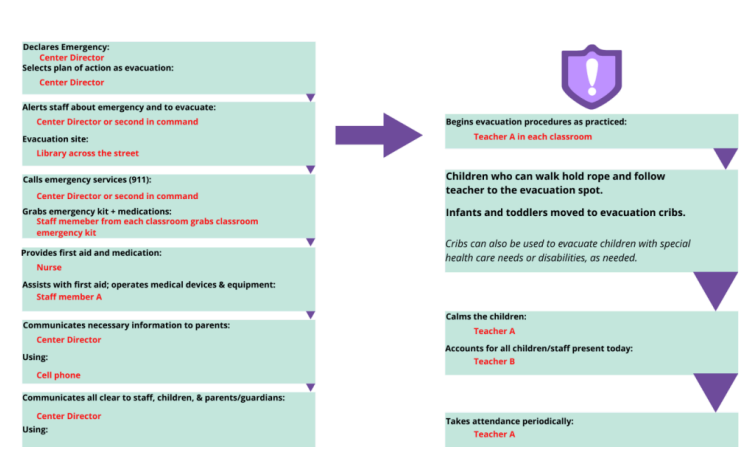 Declares Emergency:
Center Director
Selects plan of action as evacuation:
Center Director
Alerts staff about emergency and to evacuate:
Center Director or second in command
Evacuation site:
Library across the street
Calls emergency services (911):
Center Director or second in command
Grabs emergency kit + medications:
Staff memeber from each classroom grabs classroom
emergency kit
Provides first aid and medication:
Nurse
Assists with first aid; operates medical devices & equipment:
Staff member A
Communicates necessary information to parents:
Center Director
Using:
Cell phone
Communicates all clear to staff, children, & parents/guardians:
Center Director
Using:
Begins evacuation procedures as practiced:
Teacher A in each classroom
Children who can walk hold rope and follow
teacher to the evacuation spot.
Infants and toddlers moved to evacuation cribs.
Cribs can also be used to evacuate children with special
health care needs or disabilities, as needed.
Calms the children:
Teacher A
Accounts for all children/staff present today:
Teacher B
Takes attendance periodically:
Teacher A